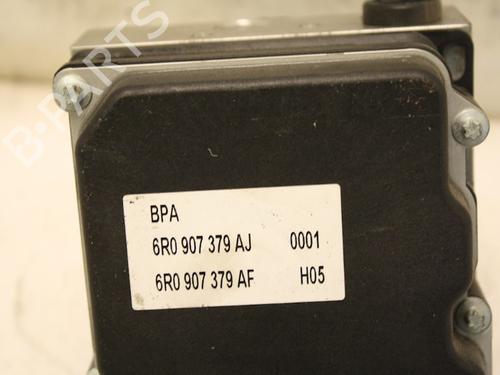 B-PARTS
BPA
6R0 907 379 AJ 0001
6R0 907 379 AF H05